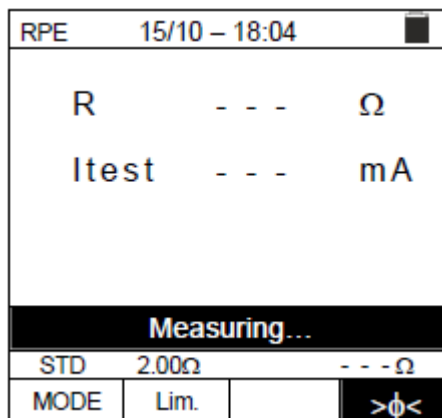 RPE 15/10 – 18:04
R - - - Ω
Itest - - - mA
Measuring...
STD 2.00Ω - - -Ω
MODE Lim. >ϕ<